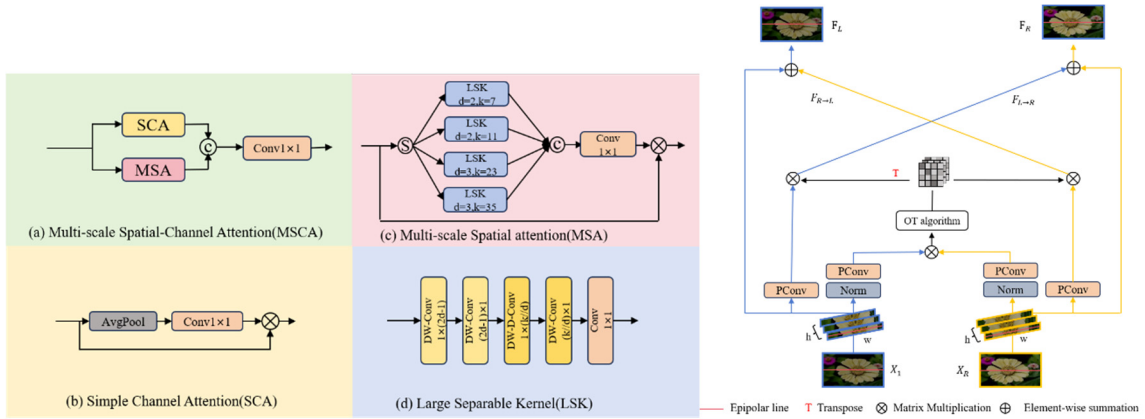 SCA
MSA
C
Conv1×1
(a) Multi-scale Spatial-Channel Attention(MSCA)
S
LSK
d=2,k=7
LSK
d=2,k=11
LSK
d=3,k=23
LSK
d=3,k=35
C
Conv
1×1
(c) Multi-scale Spatial attention(MSA)
AvgPool
Conv1×1
(b) Simple Channel Attention(SCA)
DW-Conv
1×(2d-1)
DW-Conv
(2d-1)×1
DW-D-Conv
1×(k//d)
DW-Conv
(k//d)×1
Conv
1×1
(d) Large Separable Kernel(LSK)
F_L
F_R
F_{R→L}
F_{L→R}
T
OT algorithm
PConv
PConv
PConv
Norm
Norm
PConv
h
w
h
w
X_1
X_R
Epipolar line
T Transpose
Matrix Multiplication
Element-wise summation